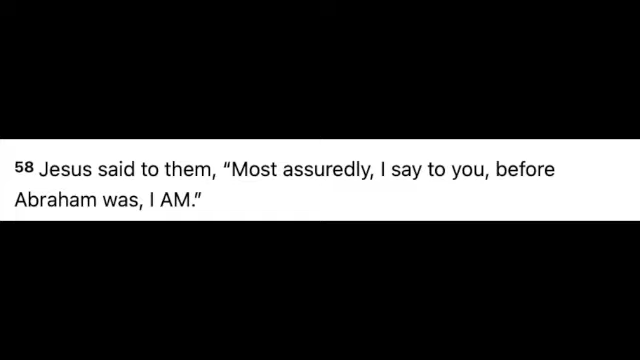 58 Jesus said to them, “Most assuredly, I say to you, before
Abraham was, I AM.”